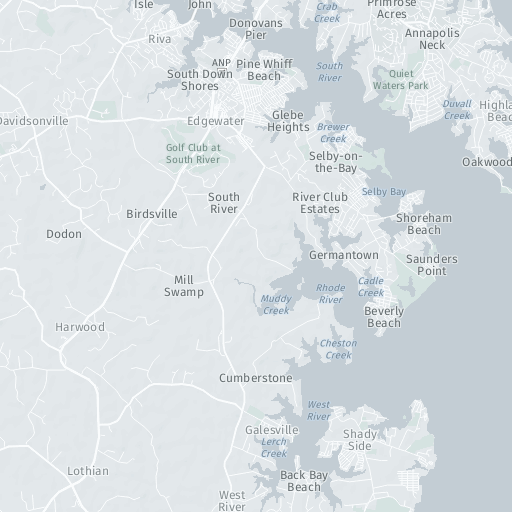 Isle
John
Crab
Creek
Primrose
Acres
Donovans
Pier
Riva
Annapolis
Neck
ANP
Pine Whiff
Beach
South
River
South Down
Shores
Quiet
Waters Park
Duvall
Creek
Highla
Beac
Davidsonville
Edgewater
Glebe
Heights
Brewer
Creek
Golf Club at
South River
Selby-on-
the-Bay
Oakwood
Selby Bay
South
River
River Club
Estates
Birdsville
Shoreham
Beach
Dodon
Germantown
Saunders
Point
Mill
Swamp
Muddy
Creek
Rhode
River
Cadle
Creek
Beverly
Beach
Harwood
Cheston
Creek
Cumberstone
West
River
Galesville
Lerch
Creek
Shady
Side
Lothian
Back Bay
Beach
West
River